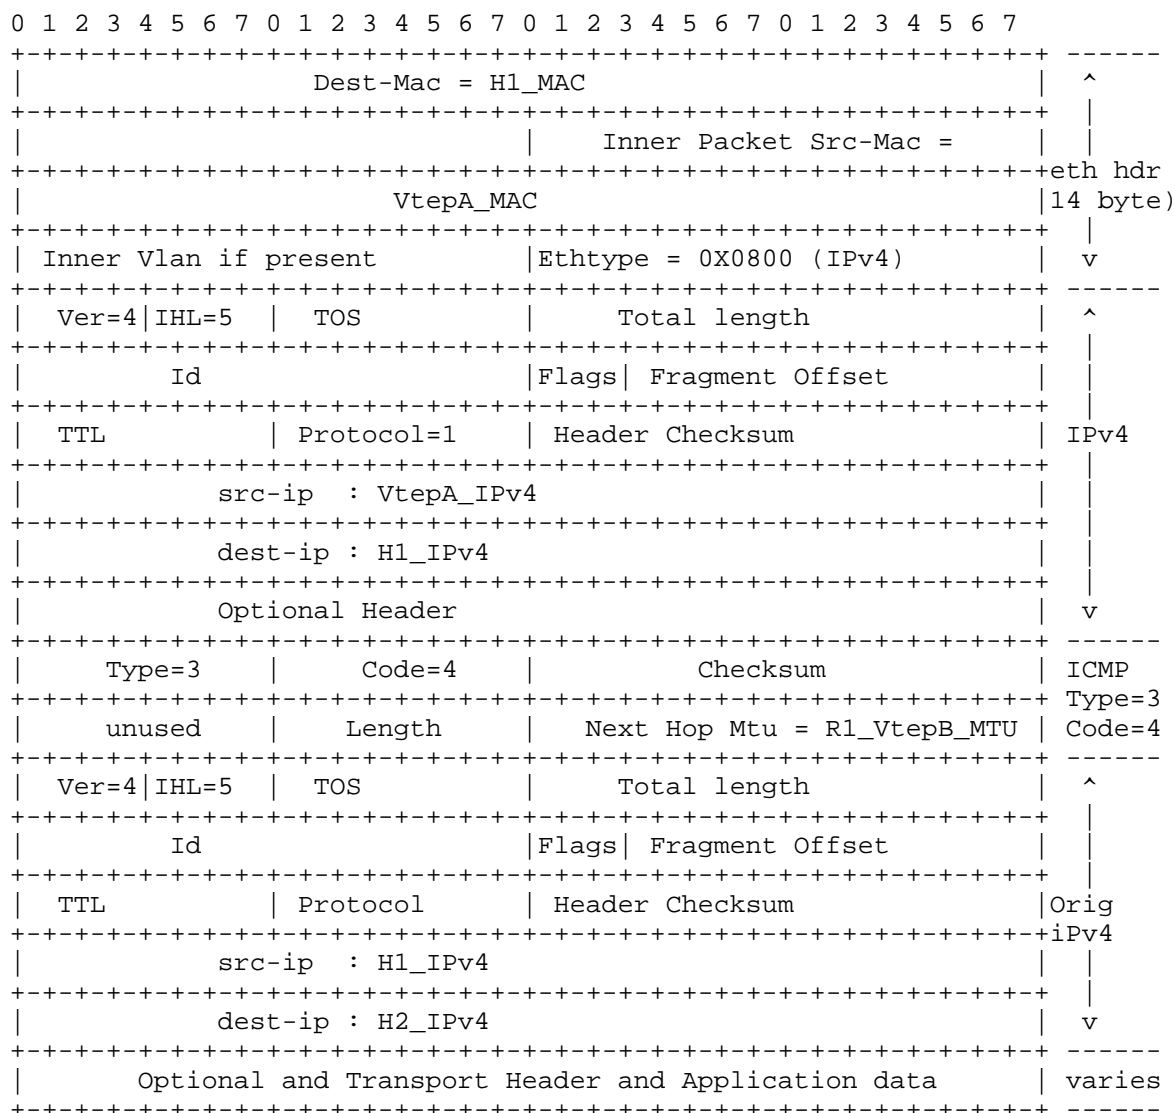 0 1 2 3 4 5 6 7 0 1 2 3 4 5 6 7 0 1 2 3 4 5 6 7 0 1 2 3 4 5 6 7
+-+-+-+-+-+-+-+-+-+-+-+-+-+-+-+-+-+-+-+-+-+-+-+-+-+-+-+-+-+-+-+-+ ------
|                  Dest-Mac = H1_MAC                            |  ^
+-+-+-+-+-+-+-+-+-+-+-+-+-+-+-+-+-+-+-+-+-+-+-+-+-+-+-+-+-+-+-+-+  |
|                               |    Inner Packet Src-Mac =     |  |
+-+-+-+-+-+-+-+-+-+-+-+-+-+-+-+-+-+-+-+-+-+-+-+-+-+-+-+-+-+-+-+-+eth hdr
|                       VtepA_MAC                               |14 byte)
+-+-+-+-+-+-+-+-+-+-+-+-+-+-+-+-+-+-+-+-+-+-+-+-+-+-+-+-+-+-+-+-+  |
| Inner Vlan if present         |Ethtype = 0X0800 (IPv4)        |  v
+-+-+-+-+-+-+-+-+-+-+-+-+-+-+-+-+-+-+-+-+-+-+-+-+-+-+-+-+-+-+-+-+ ------
|  Ver=4|IHL=5  |  TOS          |     Total length              |  ^
+-+-+-+-+-+-+-+-+-+-+-+-+-+-+-+-+-+-+-+-+-+-+-+-+-+-+-+-+-+-+-+-+  |
|         Id                    |Flags| Fragment Offset         |  |
+-+-+-+-+-+-+-+-+-+-+-+-+-+-+-+-+-+-+-+-+-+-+-+-+-+-+-+-+-+-+-+-+  |
|  TTL          | Protocol=1    | Header Checksum               | IPv4
+-+-+-+-+-+-+-+-+-+-+-+-+-+-+-+-+-+-+-+-+-+-+-+-+-+-+-+-+-+-+-+-+  |
|            src-ip  : VtepA_IPv4                               |  |
+-+-+-+-+-+-+-+-+-+-+-+-+-+-+-+-+-+-+-+-+-+-+-+-+-+-+-+-+-+-+-+-+  |
|            dest-ip : H1_IPv4                                  |  |
+-+-+-+-+-+-+-+-+-+-+-+-+-+-+-+-+-+-+-+-+-+-+-+-+-+-+-+-+-+-+-+-+  |
|            Optional Header                                    |  v
+-+-+-+-+-+-+-+-+-+-+-+-+-+-+-+-+-+-+-+-+-+-+-+-+-+-+-+-+-+-+-+-+ ------
|     Type=3    |     Code=4    |          Checksum             | ICMP
+-+-+-+-+-+-+-+-+-+-+-+-+-+-+-+-+-+-+-+-+-+-+-+-+-+-+-+-+-+-+-+-+ Type=3
|     unused    |    Length     |   Next Hop Mtu = R1_VtepB_MTU | Code=4
+-+-+-+-+-+-+-+-+-+-+-+-+-+-+-+-+-+-+-+-+-+-+-+-+-+-+-+-+-+-+-+-+ ------
|  Ver=4|IHL=5  |  TOS          |     Total length              |  ^
+-+-+-+-+-+-+-+-+-+-+-+-+-+-+-+-+-+-+-+-+-+-+-+-+-+-+-+-+-+-+-+-+  |
|         Id                    |Flags| Fragment Offset         |  |
+-+-+-+-+-+-+-+-+-+-+-+-+-+-+-+-+-+-+-+-+-+-+-+-+-+-+-+-+-+-+-+-+  |
|  TTL          | Protocol      | Header Checksum               |Orig
+-+-+-+-+-+-+-+-+-+-+-+-+-+-+-+-+-+-+-+-+-+-+-+-+-+-+-+-+-+-+-+-+iPv4
|            src-ip  : H1_IPv4                                  |  |
+-+-+-+-+-+-+-+-+-+-+-+-+-+-+-+-+-+-+-+-+-+-+-+-+-+-+-+-+-+-+-+-+  |
|            dest-ip : H2_IPv4                                  |  v
+-+-+-+-+-+-+-+-+-+-+-+-+-+-+-+-+-+-+-+-+-+-+-+-+-+-+-+-+-+-+-+-+ ------
|       Optional and Transport Header and Application data      | varies
+-+-+-+-+-+-+-+-+-+-+-+-+-+-+-+-+-+-+-+-+-+-+-+-+-+-+-+-+-+-+-+-+ ------